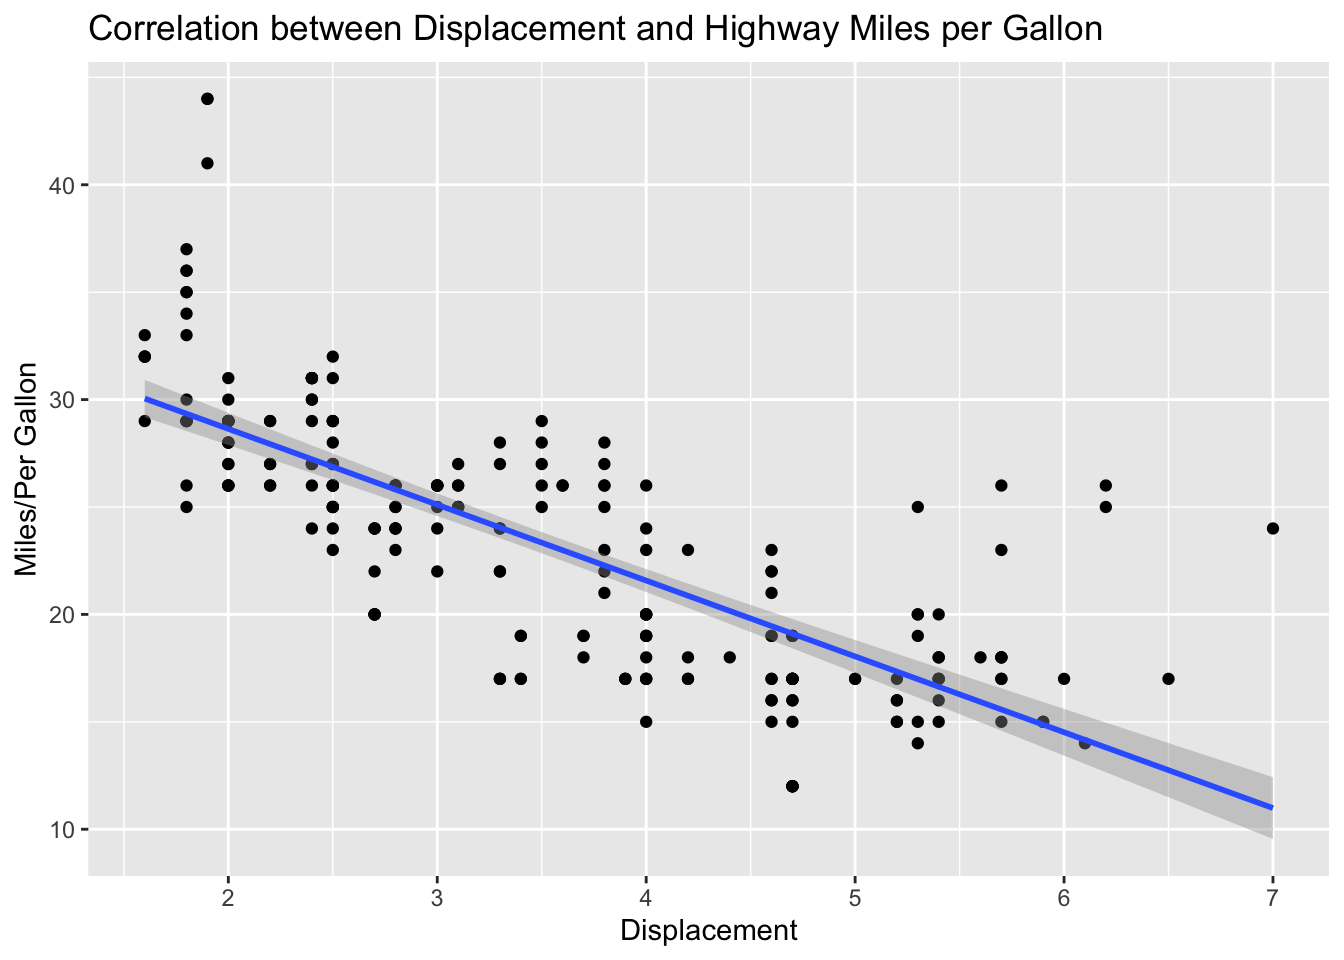 Correlation between Displacement and Highway Miles per Gallon
Miles/Per Gallon
40
30
20
10
2 3 4 5 6 7
Displacement